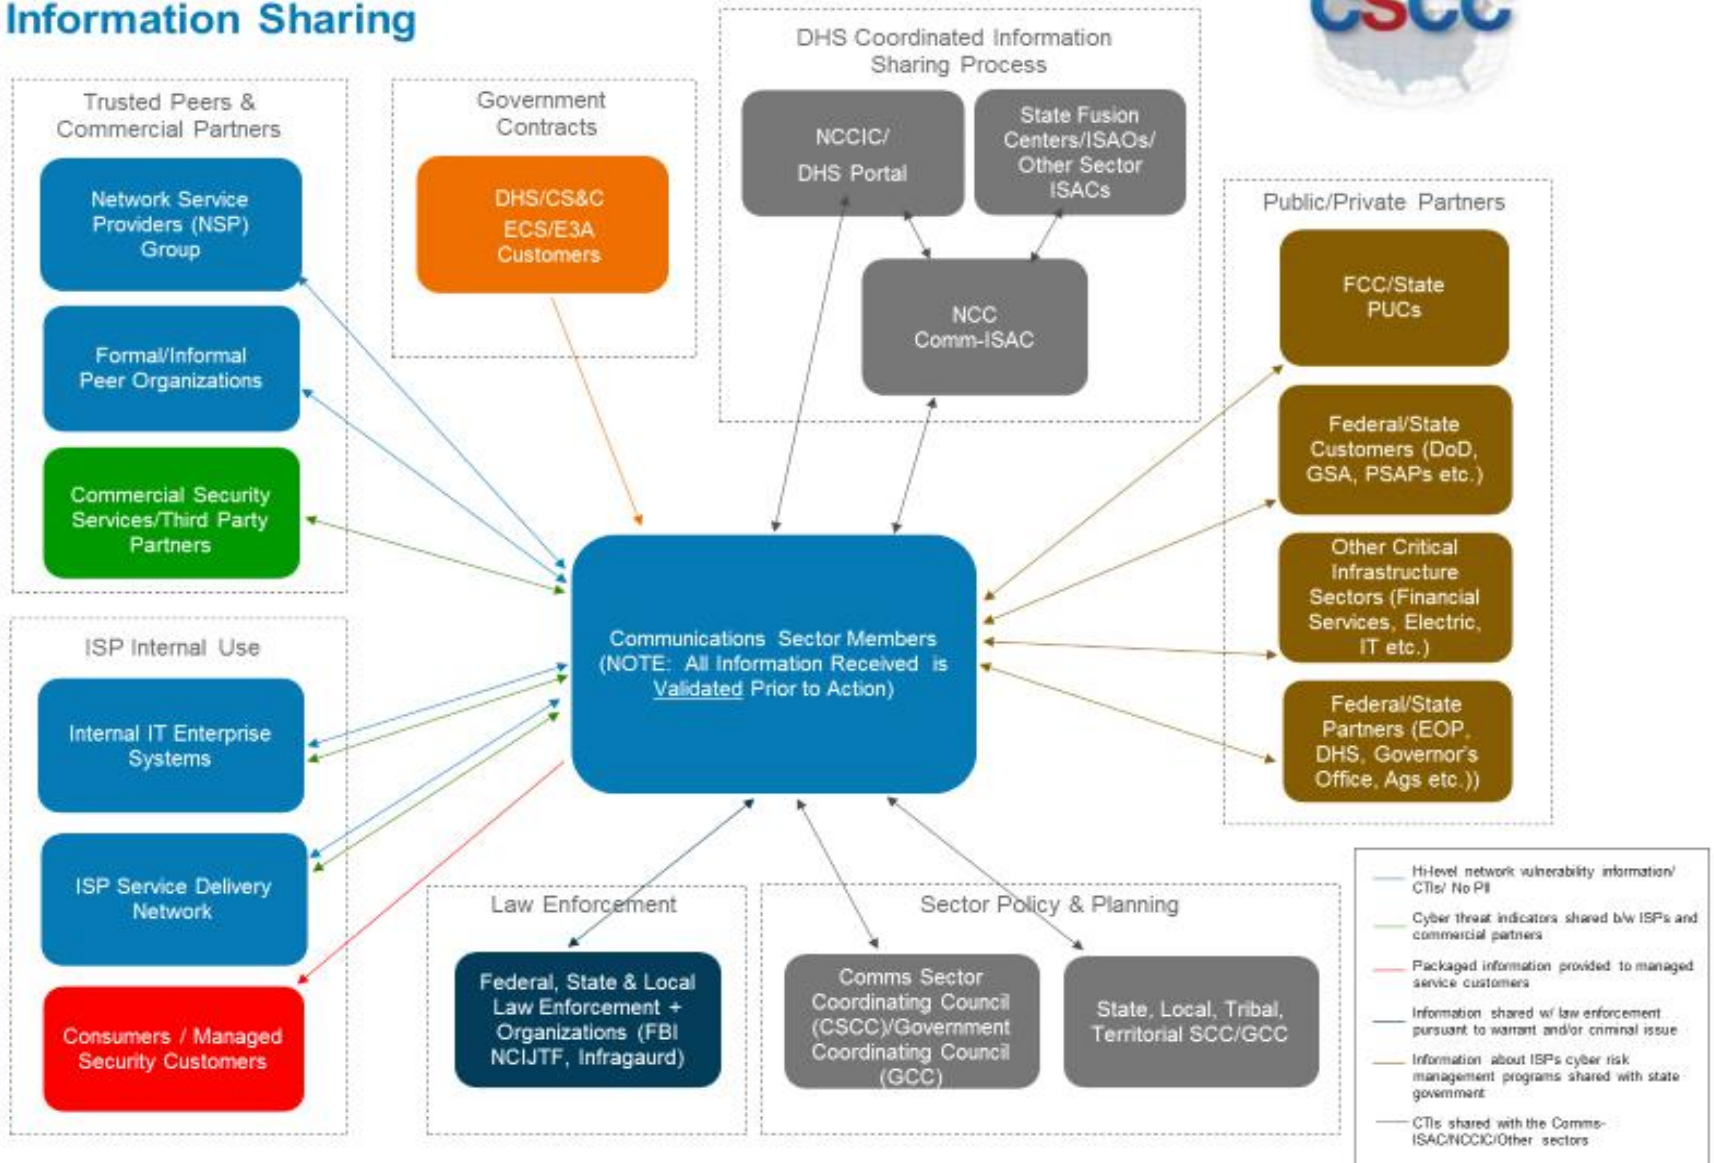 Information Sharing
CSCC
DHS Coordinated Information
Sharing Process
Trusted Peers &
Commercial Partners
Government
Contracts
NCCIC/
DHS Portal
State Fusion
Centers/ISAOs/
Other Sector
ISACs
Network Service
Providers (NSP)
Group
DHS/CS&C
ECS/E3A
Customers
Public/Private Partners
FCC/State
PUCs
NCC
Comm-ISAC
Formal/Informal
Peer Organizations
Federal/State
Customers (DoD,
GSA, PSAPs etc.)
Commercial Security
Services/Third Party
Partners
Other Critical
Infrastructure
Sectors (Financial
Services, Electric,
IT etc.)
Communications Sector Members
(NOTE: All Information Received is
Validated Prior to Action)
ISP Internal Use
Internal IT Enterprise
Systems
Federal/State
Partners (EOP,
DHS, Governor's
Office, Ags etc.))
ISP Service Delivery
Network
Consumers / Managed
Security Customers
Law Enforcement
Federal, State & Local
Law Enforcement +
Organizations (FBI
NCIJTF, Infragaurd)
Sector Policy & Planning
Comms Sector
Coordinating Council
(CSCC)/Government
Coordinating Council
(GCC)
State, Local, Tribal,
Territorial SCC/GCC
Hi-level network vulnerability information/
CTIs/ No PII
Cyber threat indicators shared b/w ISPs and
commercial partners
Packaged information provided to managed
service customers
Information shared w/ law enforcement
pursuant to warrant and/or criminal issue
Information about ISPs cyber risk
management programs shared with state
government
CTIs shared with the Comms-
ISAC/NCCIC/Other sectors